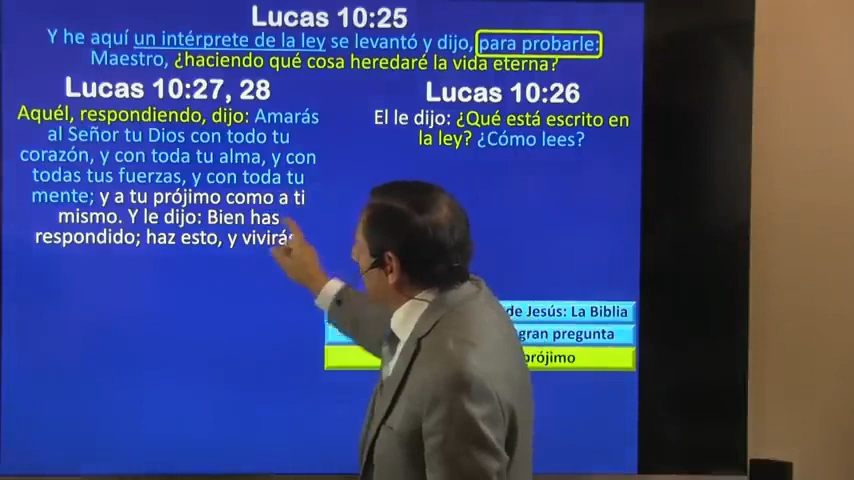 Lucas 10:25
Y he aquí un intérprete de la ley se levantó y dijo, para probarle:
Maestro, ¿haciendo qué cosa heredaré la vida eterna?
Lucas 10:27, 28
Aquél, respondiendo, dijo: Amarás
al Señor tu Dios con todo tu
corazón, y con toda tu alma, y con
todas tus fuerzas, y con toda tu
mente; y a tu prójimo como a ti
mismo. Y le dijo: Bien has
respondido; haz esto, y vivirás
Lucas 10:26
El le dijo: ¿Qué está escrito en
la ley? ¿Cómo lees?
de Jesús: La Biblia
gran pregunta
prójimo